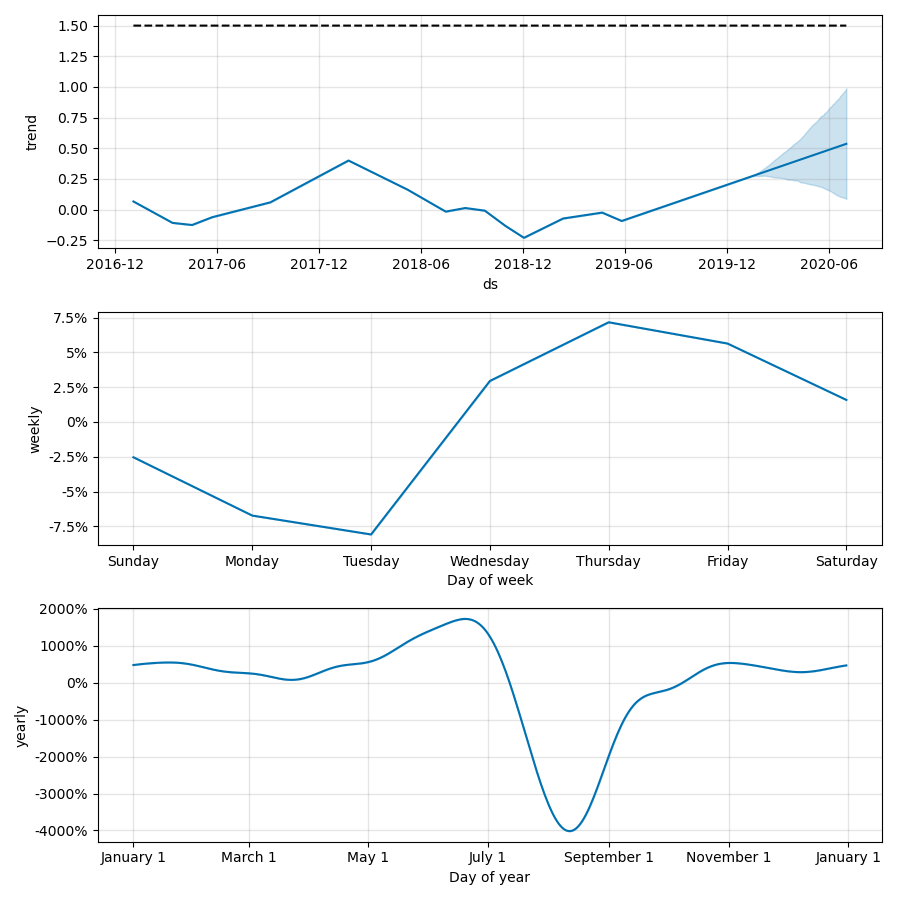 1.50
1.25
1.00
0.75
0.50
0.25
0.00
−0.25
trend
2016-12 2017-06 2017-12 2018-06 2018-12 2019-06 2019-12 2020-06
ds
7.5%
5%
2.5%
0%
-2.5%
-5%
-7.5%
weekly
Sunday Monday Tuesday Wednesday Thursday Friday Saturday
Day of week
2000%
1000%
0%
-1000%
-2000%
-3000%
-4000%
yearly
January 1 March 1 May 1 July 1 September 1 November 1 January 1
Day of year